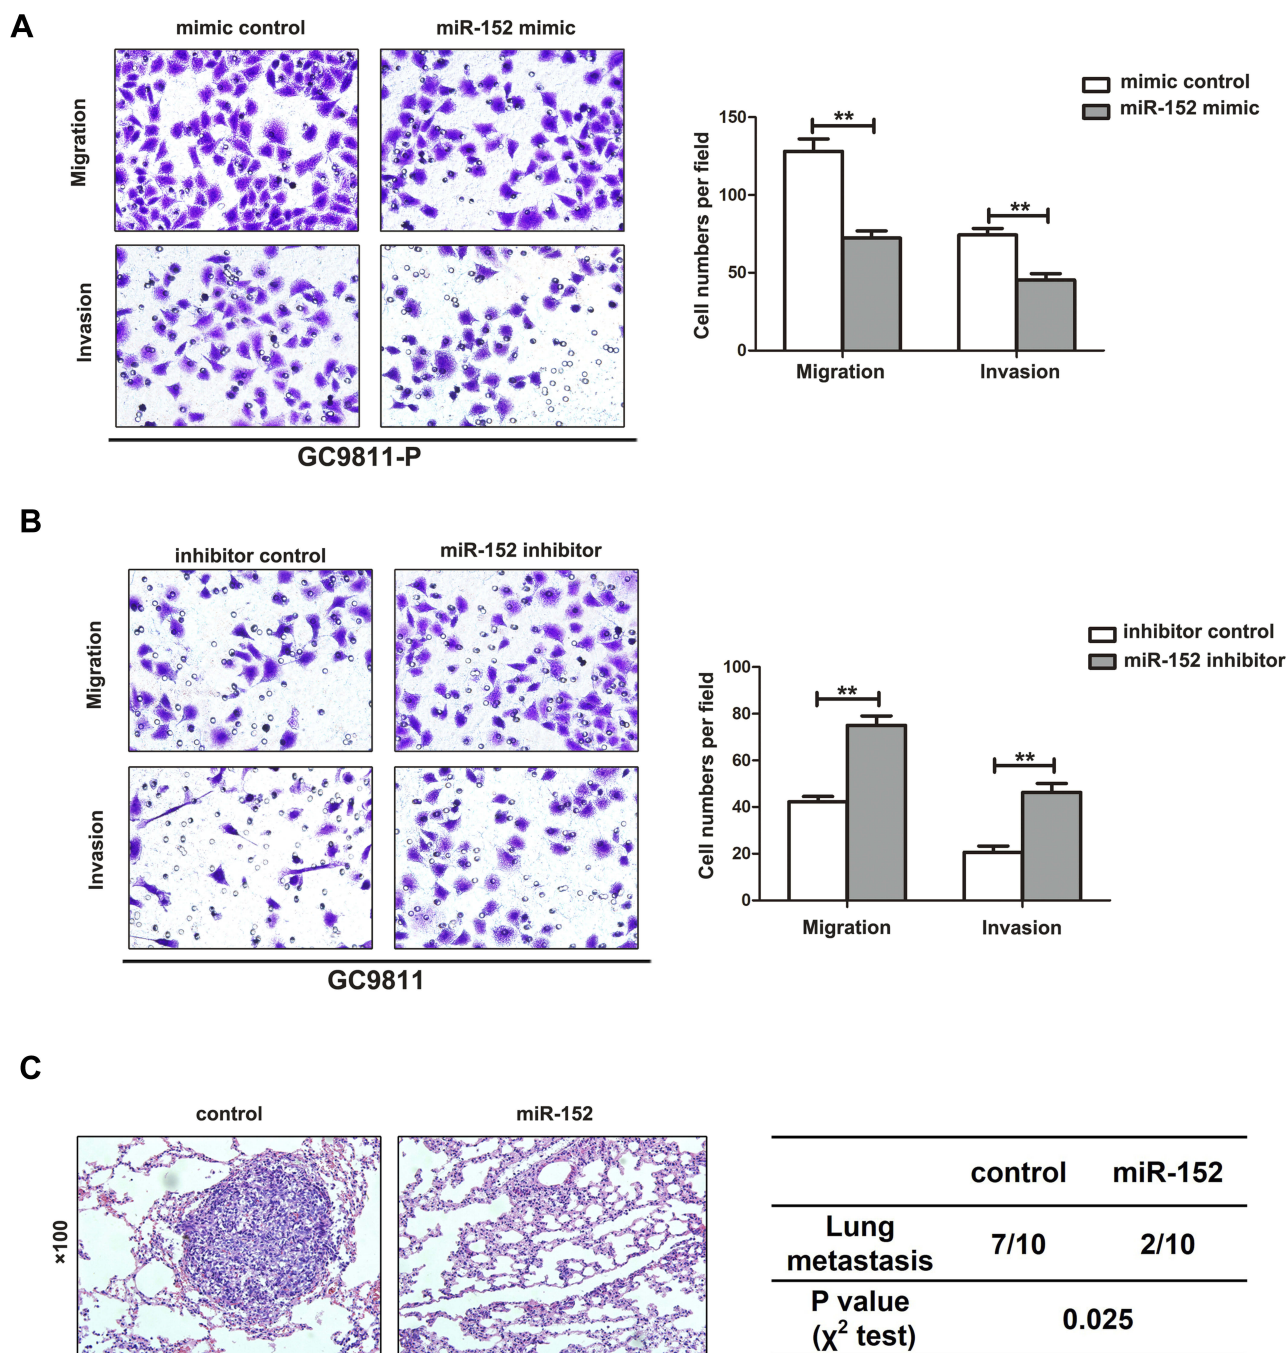 A
mimic control
miR-152 mimic
Migration
Invasion
GC9811-P
mimic control
miR-152 mimic
Cell numbers per field
150
100
50
0
**
**
Migration
Invasion
B
inhibitor control
miR-152 inhibitor
Migration
Invasion
GC9811
inhibitor control
miR-152 inhibitor
Cell numbers per field
100
80
60
40
20
0
**
**
Migration
Invasion
C
control
miR-152
×100
control miR-152
Lung
metastasis
7/10 2/10
P value
(χ² test)
0.025